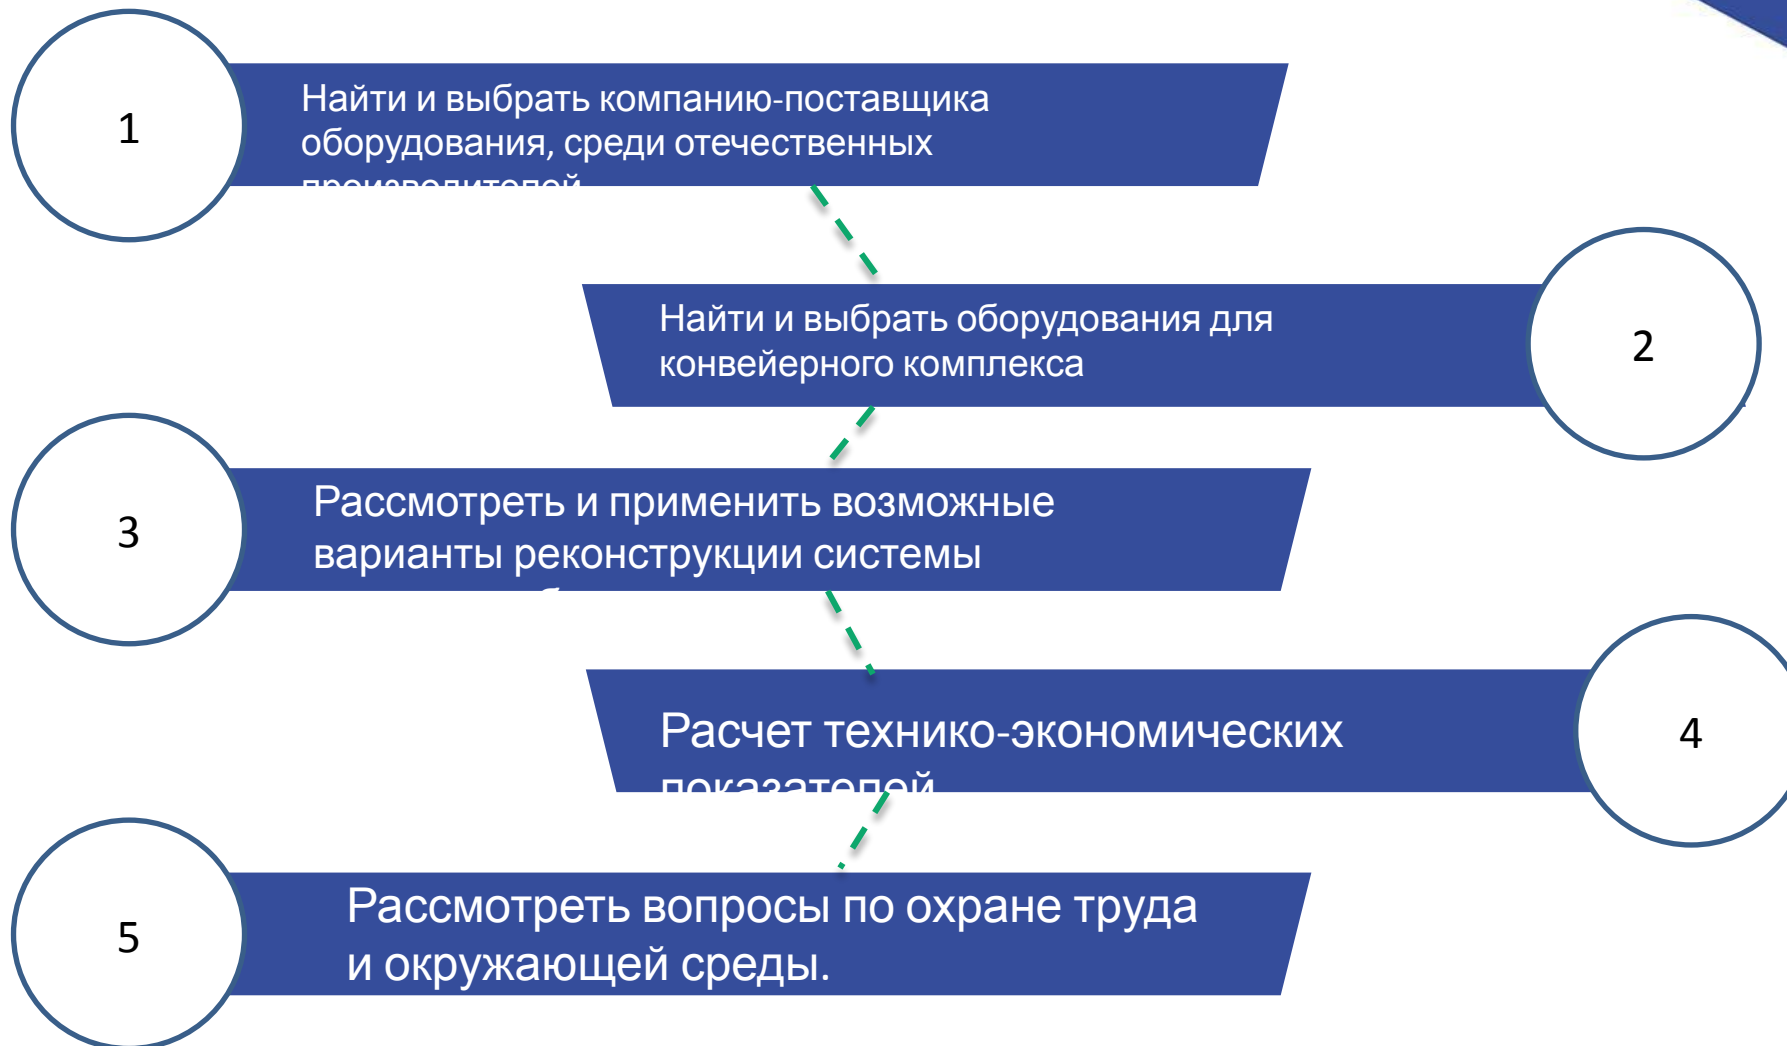 1
Найти и выбрать компанию-поставщика
оборудования, среди отечественных
производителей
Найти и выбрать оборудования для
конвейерного комплекса
2
3
Рассмотреть и применить возможные
варианты реконструкции системы
Расчет технико-экономических
показателей
4
5
Рассмотреть вопросы по охране труда
и окружающей среды.